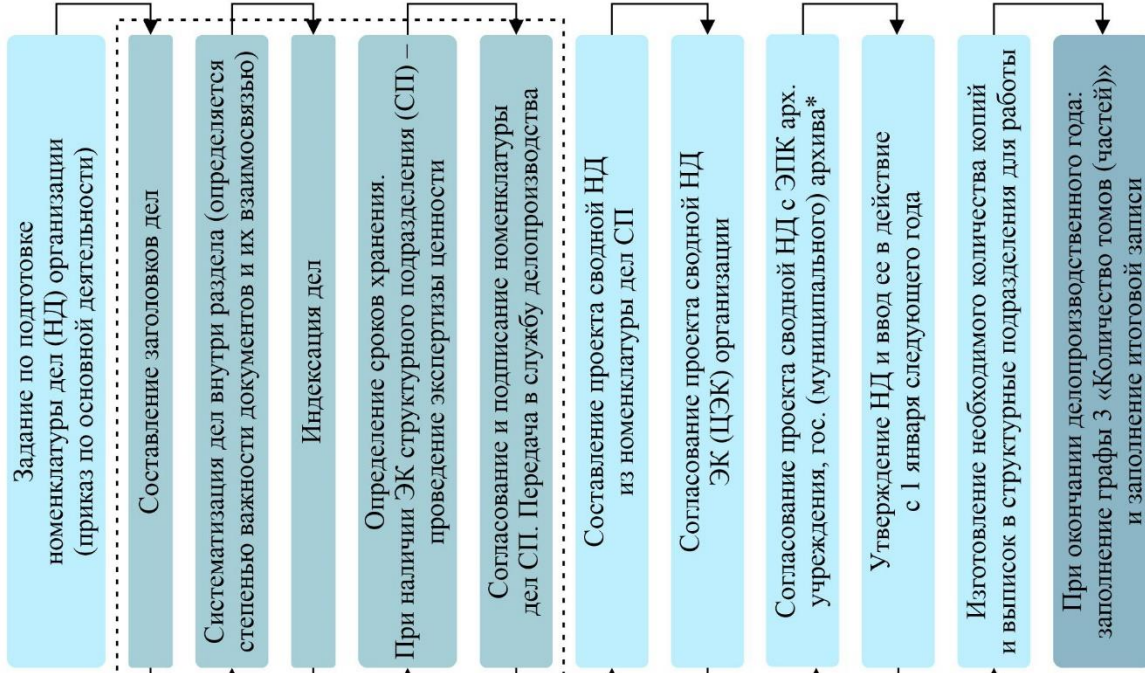 Задание по подготовке
номенклатуры дел (НД) организации
(приказ по основной деятельности)
Составление заголовков дел
Систематизация дел внутри раздела (определяется
степенью важности документов и их взаимосвязью)
Индексация дел
Определение сроков хранения.
При наличии ЭК структурного подразделения (СП) –
проведение экспертизы ценности
Согласование и подписание номенклатуры
дел СП. Передача в службу делопроизводства
Составление проекта сводной НД
из номенклатуры дел СП
Согласование проекта сводной НД
ЭК (ЦЭК) организации
Согласование проекта сводной НД с ЭПК арх.
учреждения, гос. (муниципального) архива*
Утверждение НД и ввод ее в действие
с 1 января следующего года
Изготовление необходимого количества копий
и выписок в структурные подразделения для работы
При окончании делопроизводственного года:
заполнение графы 3 «Количество томов (частей)»
и заполнение итоговой записи